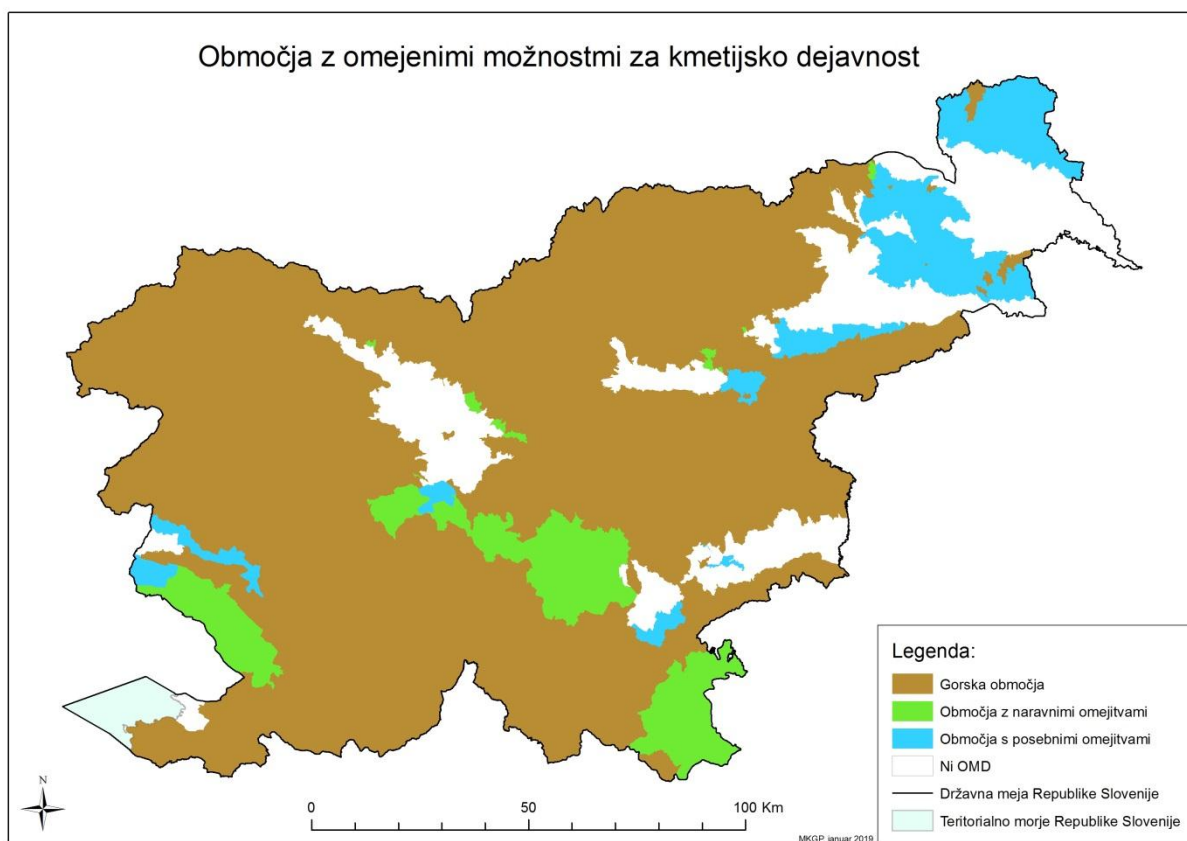 Območja z omejenimi možnostmi za kmetijsko dejavnost
Legenda:
Gorska območja
Območja z naravnimi omejitvami
Območja s posebnimi omejitvami
Ni OMD
Državna meja Republike Slovenije
Teritorialno morje Republike Slovenije
N
0 50 100 Km
MKGP, januar 2019